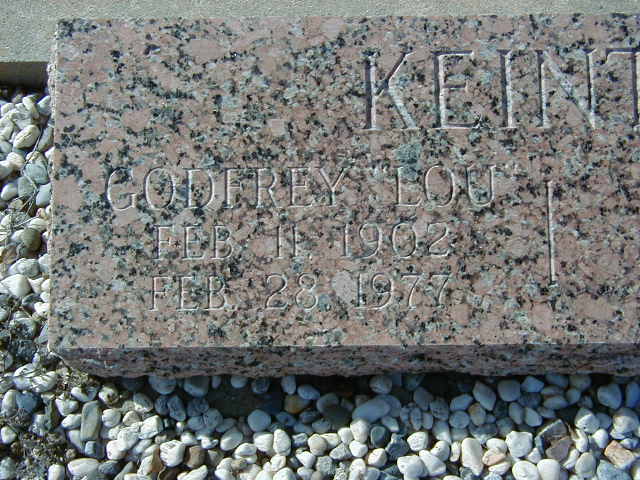 KEINT
GODFREY "LOU"
FEB. 11, 1902
FEB. 28, 1977